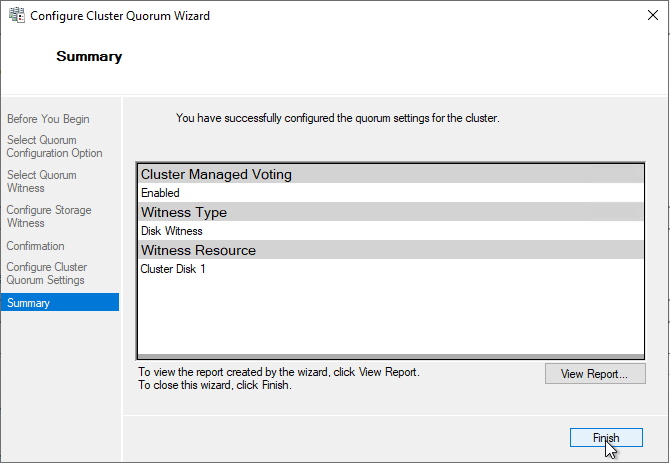 Configure Cluster Quorum Wizard
Summary
Before You Begin
Select Quorum
Configuration Option
Select Quorum
Witness
Configure Storage
Witness
Confirmation
Configure Cluster
Quorum Settings
Summary
You have successfully configured the quorum settings for the cluster.
Cluster Managed Voting
Enabled
Witness Type
Disk Witness
Witness Resource
Cluster Disk 1
To view the report created by the wizard, click View Report.
To close this wizard, click Finish.
View Report...
Finish